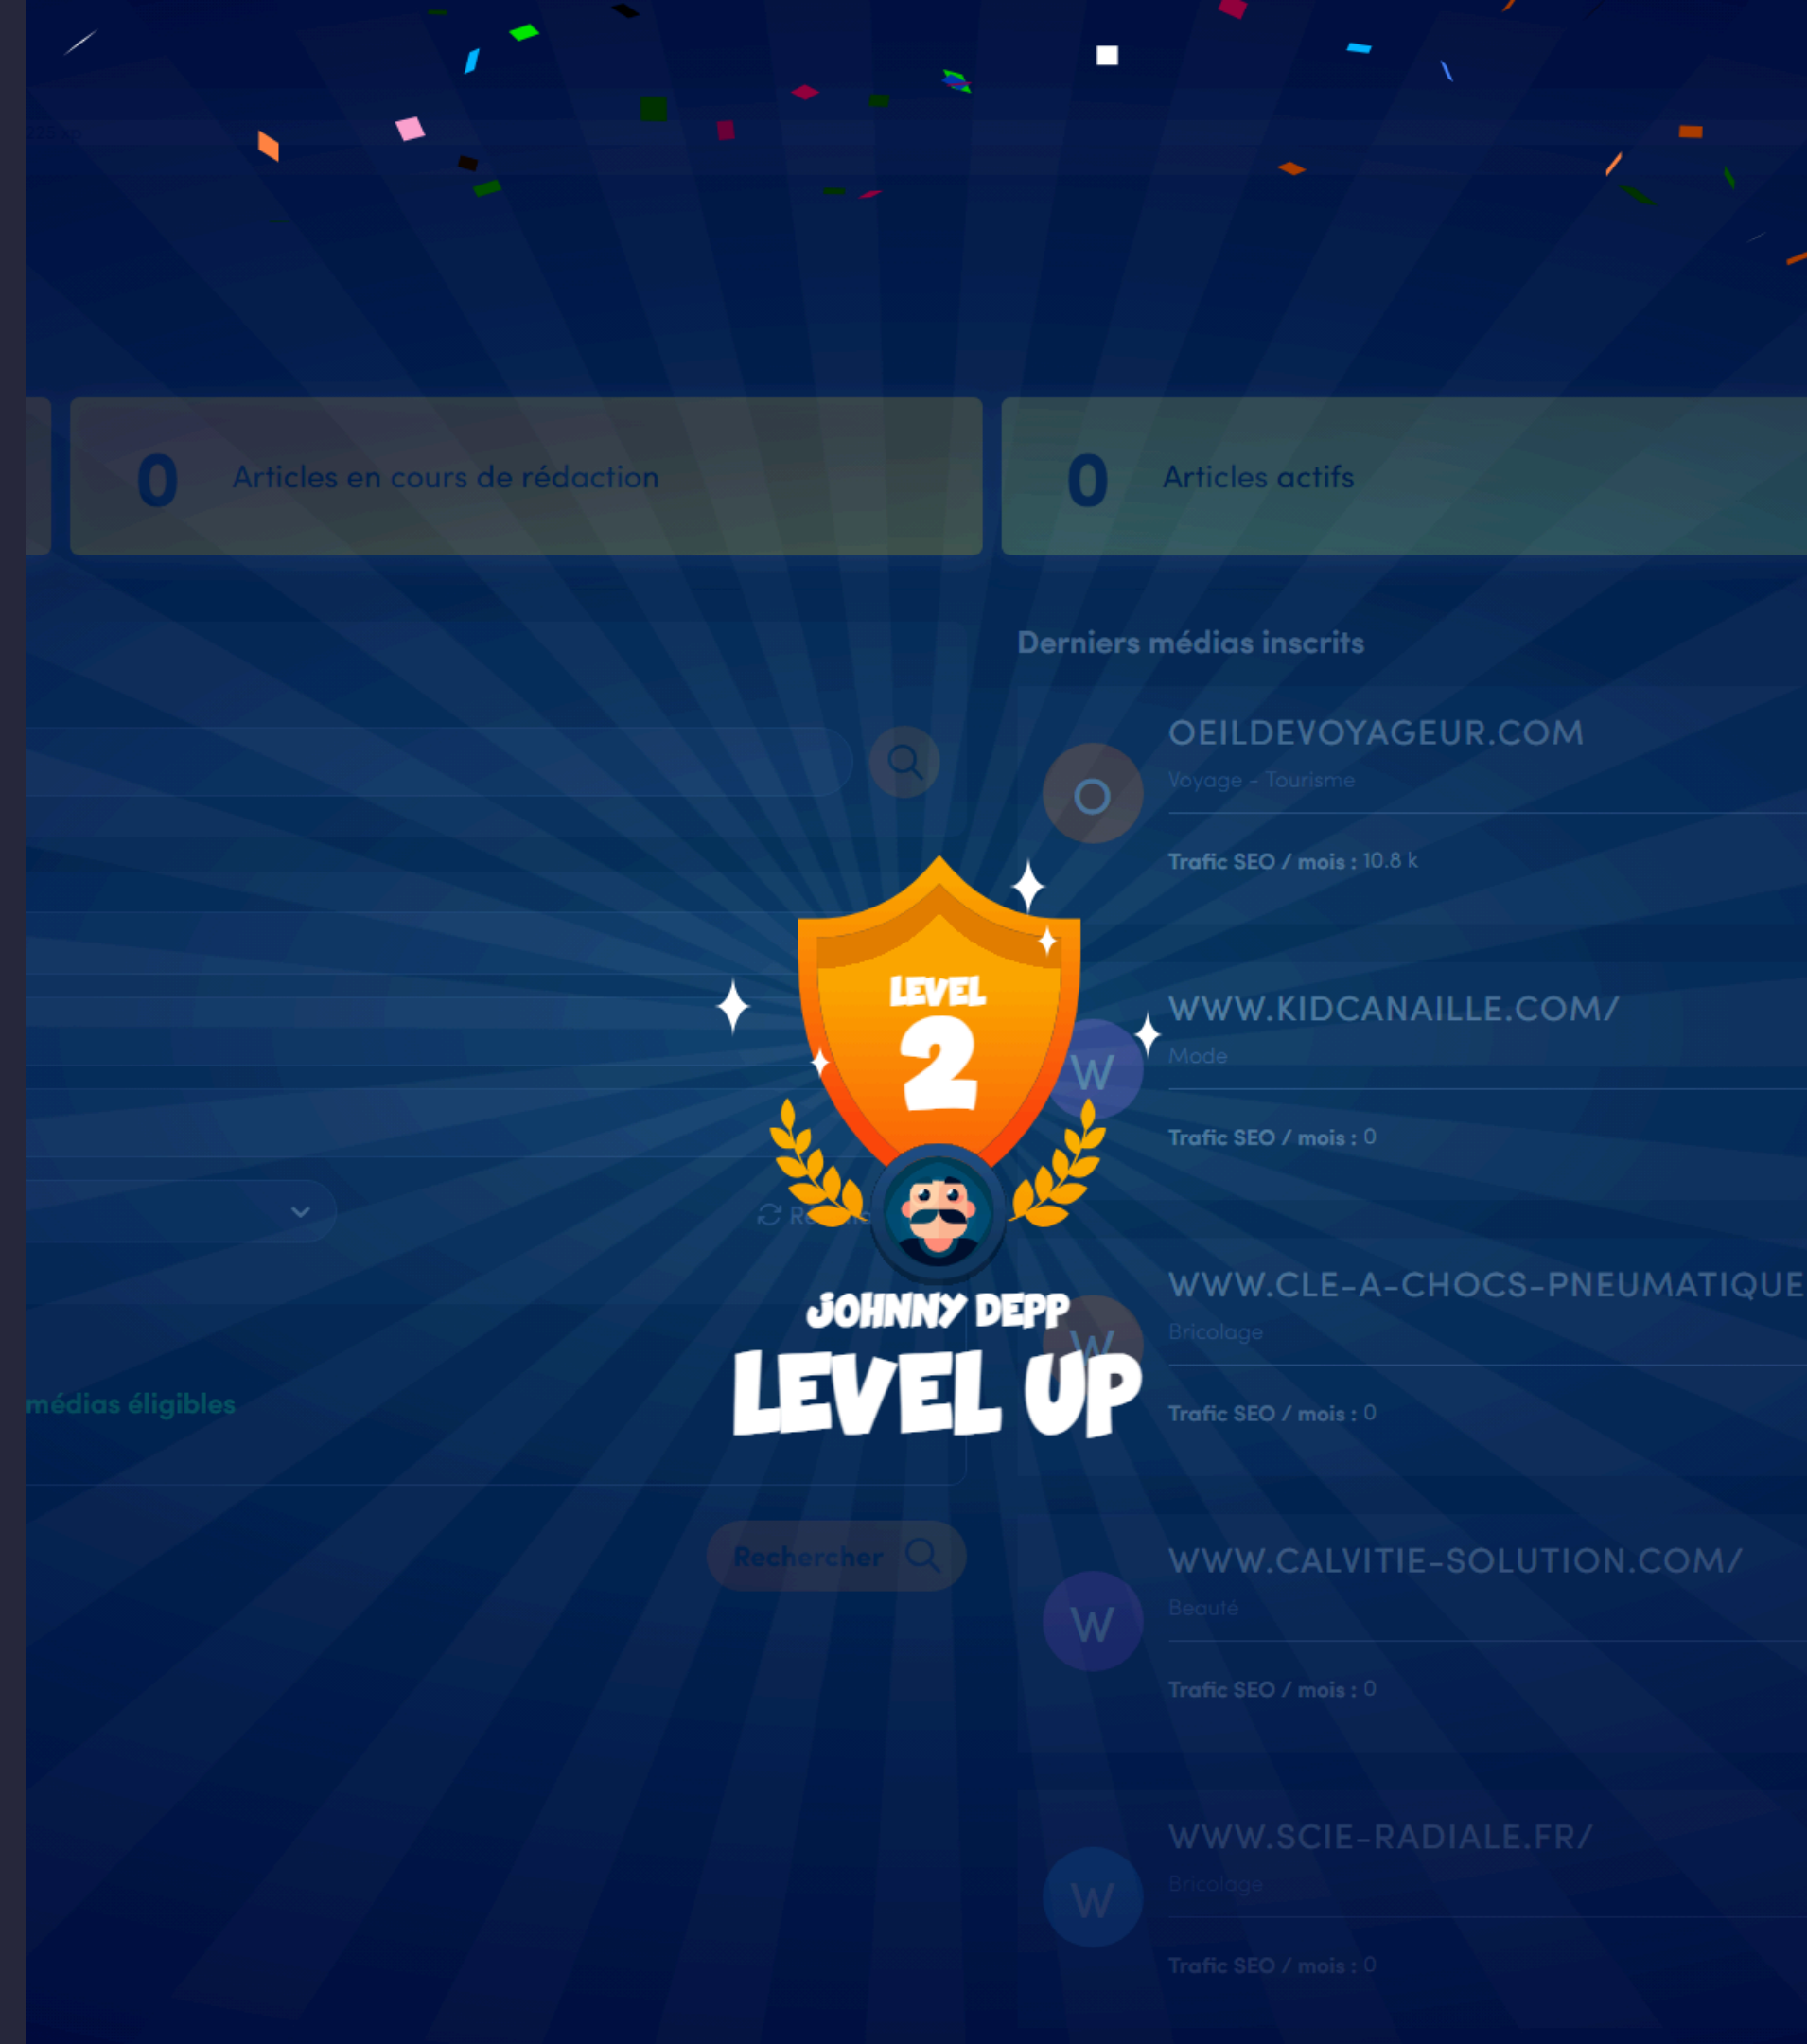 0 Articles en cours de rédaction
0 Articles actifs
Derniers médias inscrits
O
OEILDEVOYAGEUR.COM
Voyage - Tourisme
Trafic SEO / mois : 10.8 k
LEVEL
2
W
WWW.KIDCANAILLE.COM/
Mode
Trafic SEO / mois : 0
JOHNNY DEPP
LEVEL UP
W
WWW.CLE-A-CHOCS-PNEUMATIQUE
Bricolage
Trafic SEO / mois : 0
médias éligibles
Rechercher
W
WWW.CALVITIE-SOLUTION.COM/
Beauté
Trafic SEO / mois : 0
W
WWW.SCIE-RADIALE.FR/
Bricolage
Trafic SEO / mois : 0